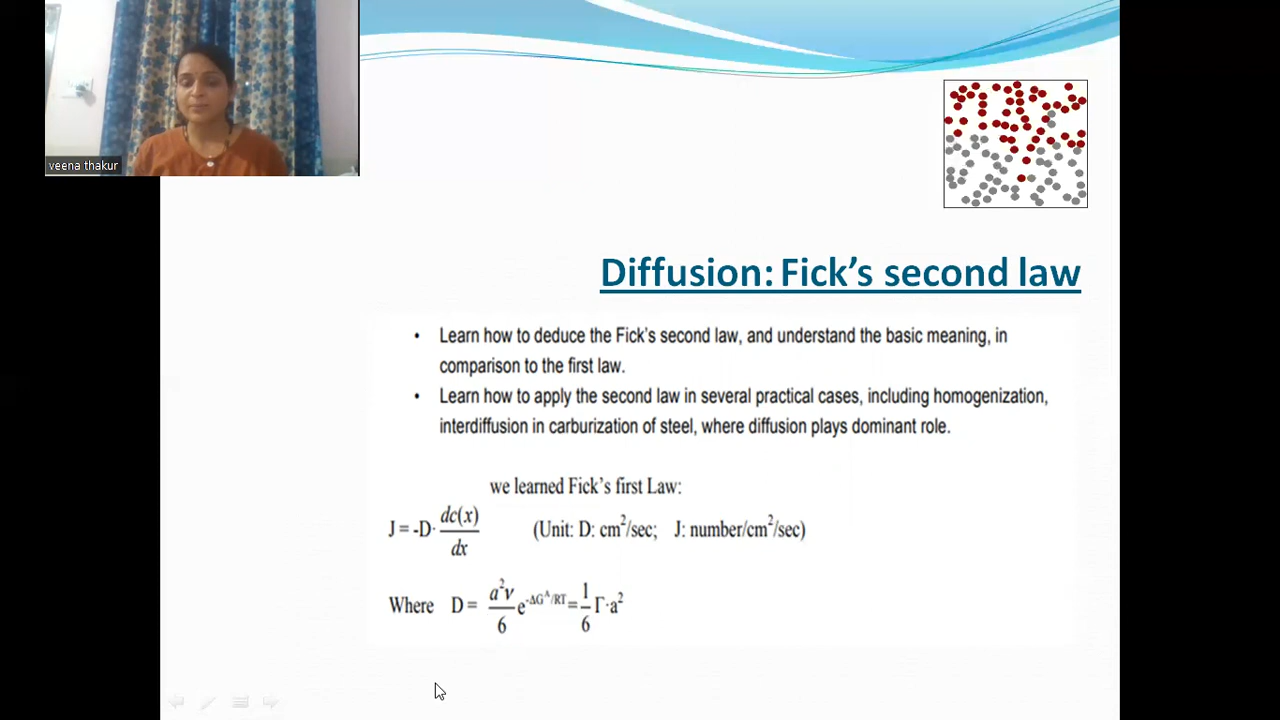 veena thakur
Diffusion: Fick's second law
• Learn how to deduce the Fick's second law, and understand the basic meaning, in
comparison to the first law.
• Learn how to apply the second law in several practical cases, including homogenization,
interdiffusion in carburization of steel, where diffusion plays dominant role.
we learned Fick's first Law:
J = -D· dc(x)/dx (Unit: D: cm²/sec; J: number/cm²/sec)
Where D = a²ν/6 e^-ΔG^A/RT = 1/6 Γ·a²